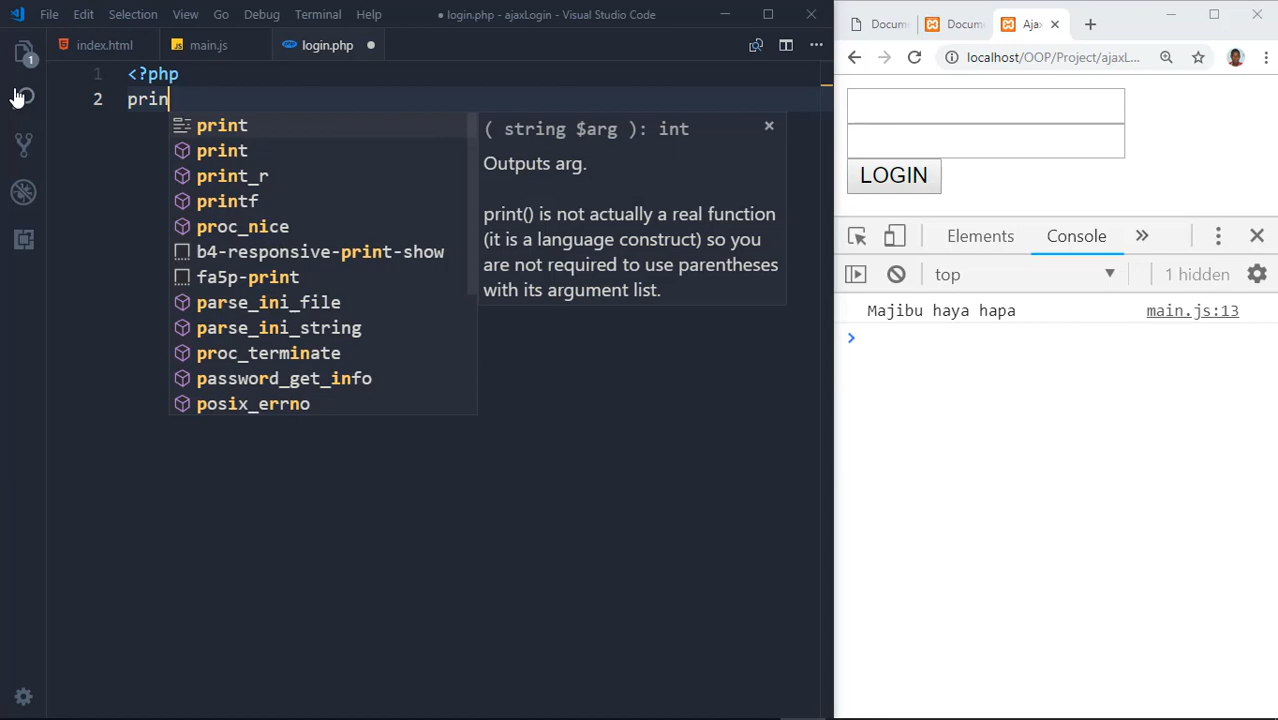 File Edit Selection View Go Debug Terminal Help
● login.php - ajaxLogin - Visual Studio Code
index.html
JS main.js
login.php ●
1
1 <?php
2 prin
print
print
print_r
printf
proc_nice
b4-responsive-print-show
fa5p-print
parse_ini_file
parse_ini_string
proc_terminate
password_get_info
posix_errno
( string $arg ): int
Outputs arg.
print() is not actually a real function
(it is a language construct) so you
are not required to use parentheses
with its argument list.
Docum
Docum
Ajax
localhost/OOP/Project/ajaxL
LOGIN
Elements Console
top
1 hidden
Majibu haya hapa main.js:13